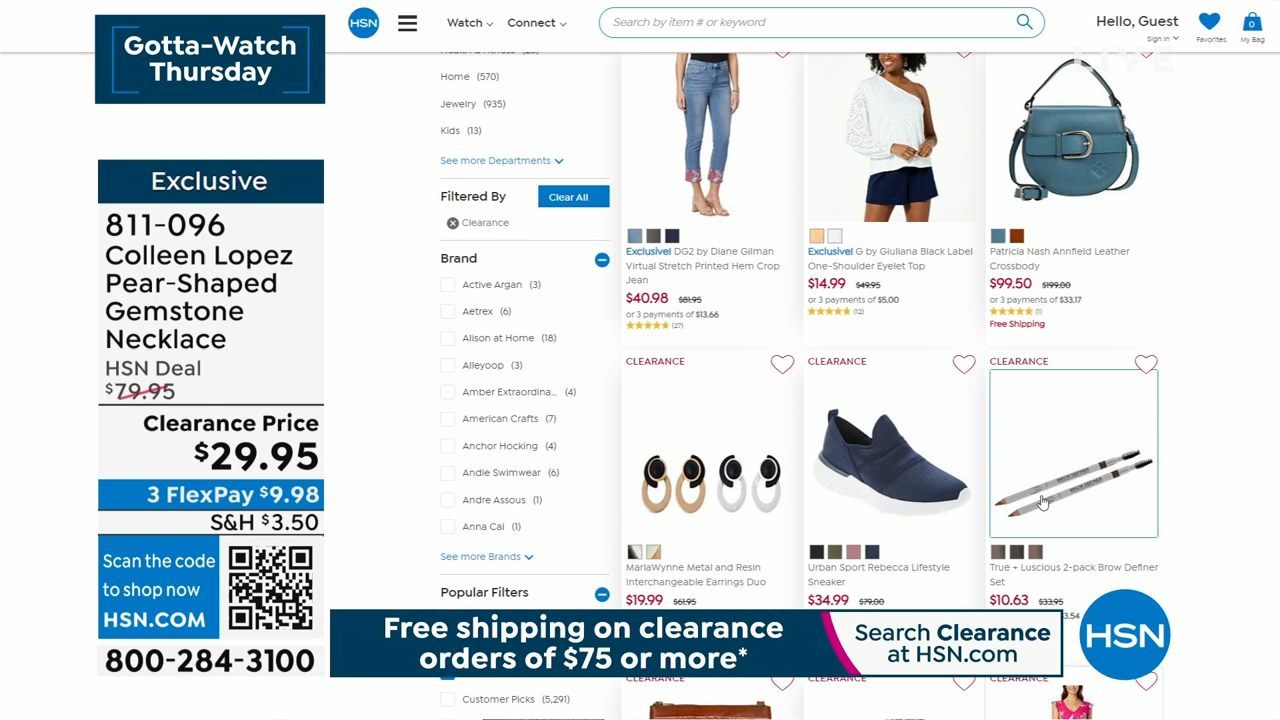 Gotta-Watch
Thursday
Exclusive
811-096
Colleen Lopez
Pear-Shaped
Gemstone
Necklace
HSN Deal
$79.95
Clearance Price
$29.95
3 FlexPay $9.98
S&H $3.50
Scan the code
to shop now
HSN.COM
800-284-3100
HSN
Watch
Connect
Search by item # or keyword
Hello, Guest
Sign In
Favorites
0
My Bag
LIVE
Home (570)
Jewelry (935)
Kids (13)
See more Departments
Filtered By
Clear All
Clearance
Brand
Active Argan (3)
Aetrex (6)
Alison at Home (18)
Alleyoop (3)
Amber Extraordina... (4)
American Crafts (7)
Anchor Hocking (4)
Andie Swimwear (6)
Andre Assous (1)
Anna Cai (1)
See more Brands
Popular Filters
Customer Picks (5,291)
Exclusive! DG2 by Diane Gilman
Virtual Stretch Printed Hem Crop
Jean
$40.98 $81.95
or 3 payments of $13.66
(27)
Exclusive! G by Giuliana Black Label
One-Shoulder Eyelet Top
$14.99 $49.95
or 3 payments of $5.00
(12)
Patricia Nash Annfield Leather
Crossbody
$99.50 $199.00
or 3 payments of $33.17
(1)
Free Shipping
CLEARANCE
MarlaWynne Metal and Resin
Interchangeable Earrings Duo
$19.99 $61.95
CLEARANCE
Urban Sport Rebecca Lifestyle
Sneaker
$34.99 $79.00
CLEARANCE
BROW DEFINER
BROW DEFINER
True + Luscious 2-pack Brow Definer
Set
$10.63 $33.95
3.54
Free shipping on clearance
orders of $75 or more*
Search Clearance
at HSN.com
HSN
CLEARANCE
CLEARANCE
CLEARANCE